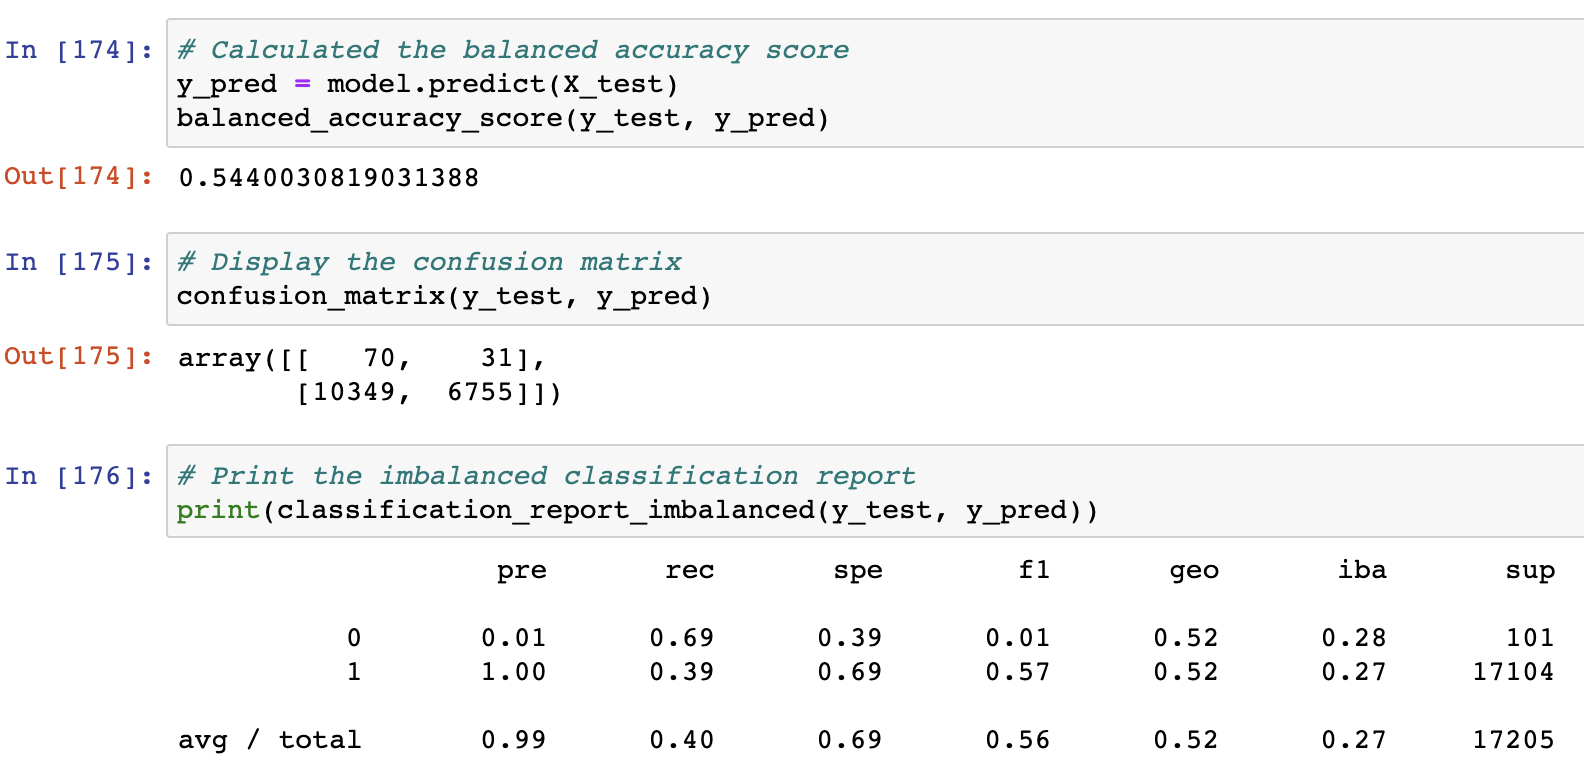 In [174]: # Calculated the balanced accuracy score
y_pred = model.predict(X_test)
balanced_accuracy_score(y_test, y_pred)
Out[174]: 0.5440030819031388
In [175]: # Display the confusion matrix
confusion_matrix(y_test, y_pred)
Out[175]: array([[   70,    31],
       [10349,  6755]])
In [176]: # Print the imbalanced classification report
print(classification_report_imbalanced(y_test, y_pred))
pre rec spe f1 geo iba sup
0 0.01 0.69 0.39 0.01 0.52 0.28 101
1 1.00 0.39 0.69 0.57 0.52 0.27 17104
avg / total 0.99 0.40 0.69 0.56 0.52 0.27 17205